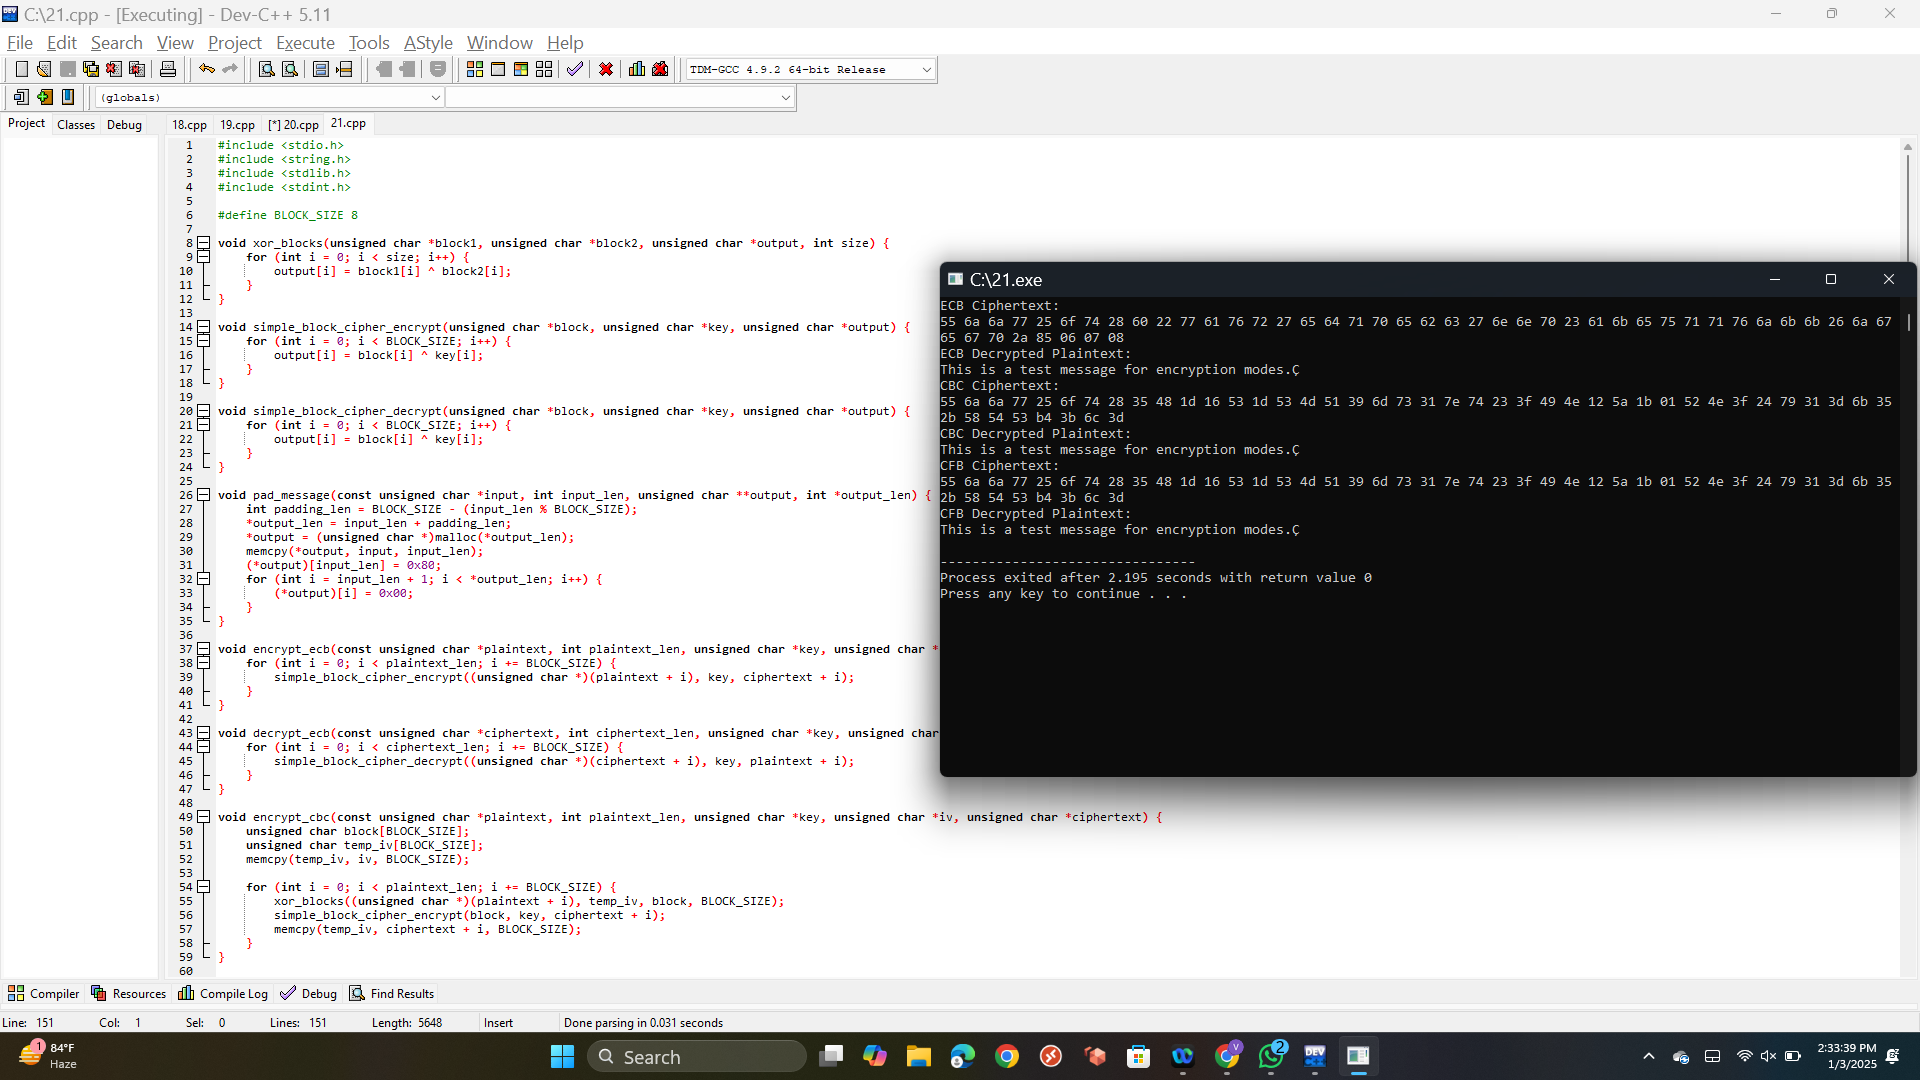 C:\21.cpp - [Executing] - Dev-C++ 5.11
File Edit Search View Project Execute Tools AStyle Window Help
TDM-GCC 4.9.2 64-bit Release
(globals)
Project Classes Debug 18.cpp 19.cpp [*] 20.cpp 21.cpp
1 #include <stdio.h>
2 #include <string.h>
3 #include <stdlib.h>
4 #include <stdint.h>
5
6 #define BLOCK_SIZE 8
7
8 void xor_blocks(unsigned char *block1, unsigned char *block2, unsigned char *output, int size) {
9 for (int i = 0; i < size; i++) {
10 output[i] = block1[i] ^ block2[i];
11 }
12 }
13
14 void simple_block_cipher_encrypt(unsigned char *block, unsigned char *key, unsigned char *output) {
15 for (int i = 0; i < BLOCK_SIZE; i++) {
16 output[i] = block[i] ^ key[i];
17 }
18 }
19
20 void simple_block_cipher_decrypt(unsigned char *block, unsigned char *key, unsigned char *output) {
21 for (int i = 0; i < BLOCK_SIZE; i++) {
22 output[i] = block[i] ^ key[i];
23 }
24 }
25
26 void pad_message(const unsigned char *input, int input_len, unsigned char **output, int *output_len) {
27 int padding_len = BLOCK_SIZE - (input_len % BLOCK_SIZE);
28 *output_len = input_len + padding_len;
29 *output = (unsigned char *)malloc(*output_len);
30 memcpy(*output, input, input_len);
31 (*output)[input_len] = 0x80;
32 for (int i = input_len + 1; i < *output_len; i++) {
33 (*output)[i] = 0x00;
34 }
35 }
36
37 void encrypt_ecb(const unsigned char *plaintext, int plaintext_len, unsigned char *key, unsigned char *
38 for (int i = 0; i < plaintext_len; i += BLOCK_SIZE) {
39 simple_block_cipher_encrypt((unsigned char *)(plaintext + i), key, ciphertext + i);
40 }
41 }
42
43 void decrypt_ecb(const unsigned char *ciphertext, int ciphertext_len, unsigned char *key, unsigned char
44 for (int i = 0; i < ciphertext_len; i += BLOCK_SIZE) {
45 simple_block_cipher_decrypt((unsigned char *)(ciphertext + i), key, plaintext + i);
46 }
47 }
48
49 void encrypt_cbc(const unsigned char *plaintext, int plaintext_len, unsigned char *key, unsigned char *iv, unsigned char *ciphertext) {
50 unsigned char block[BLOCK_SIZE];
51 unsigned char temp_iv[BLOCK_SIZE];
52 memcpy(temp_iv, iv, BLOCK_SIZE);
53
54 for (int i = 0; i < plaintext_len; i += BLOCK_SIZE) {
55 xor_blocks((unsigned char *)(plaintext + i), temp_iv, block, BLOCK_SIZE);
56 simple_block_cipher_encrypt(block, key, ciphertext + i);
57 memcpy(temp_iv, ciphertext + i, BLOCK_SIZE);
58 }
59 }
60
C:\21.exe
ECB Ciphertext:
55 6a 6a 77 25 6f 74 28 60 22 77 61 76 72 27 65 64 71 70 65 62 63 27 6e 6e 70 23 61 6b 65 75 71 71 76 6a 6b 6b 26 6a 67
65 67 70 2a 85 06 07 08
ECB Decrypted Plaintext:
This is a test message for encryption modes.Ç
CBC Ciphertext:
55 6a 6a 77 25 6f 74 28 35 48 1d 16 53 1d 53 4d 51 39 6d 73 31 7e 74 23 3f 49 4e 12 5a 1b 01 52 4e 3f 24 79 31 3d 6b 35
2b 58 54 53 b4 3b 6c 3d
CBC Decrypted Plaintext:
This is a test message for encryption modes.Ç
CFB Ciphertext:
55 6a 6a 77 25 6f 74 28 35 48 1d 16 53 1d 53 4d 51 39 6d 73 31 7e 74 23 3f 49 4e 12 5a 1b 01 52 4e 3f 24 79 31 3d 6b 35
2b 58 54 53 b4 3b 6c 3d
CFB Decrypted Plaintext:
This is a test message for encryption modes.Ç
--------------------------------
Process exited after 2.195 seconds with return value 0
Press any key to continue . . .
Compiler Resources Compile Log Debug Find Results
Line: 151 Col: 1 Sel: 0 Lines: 151 Length: 5648 Insert Done parsing in 0.031 seconds
1 84°F
Haze
Search
V
2
DEV
2:33:39 PM
1/3/2025